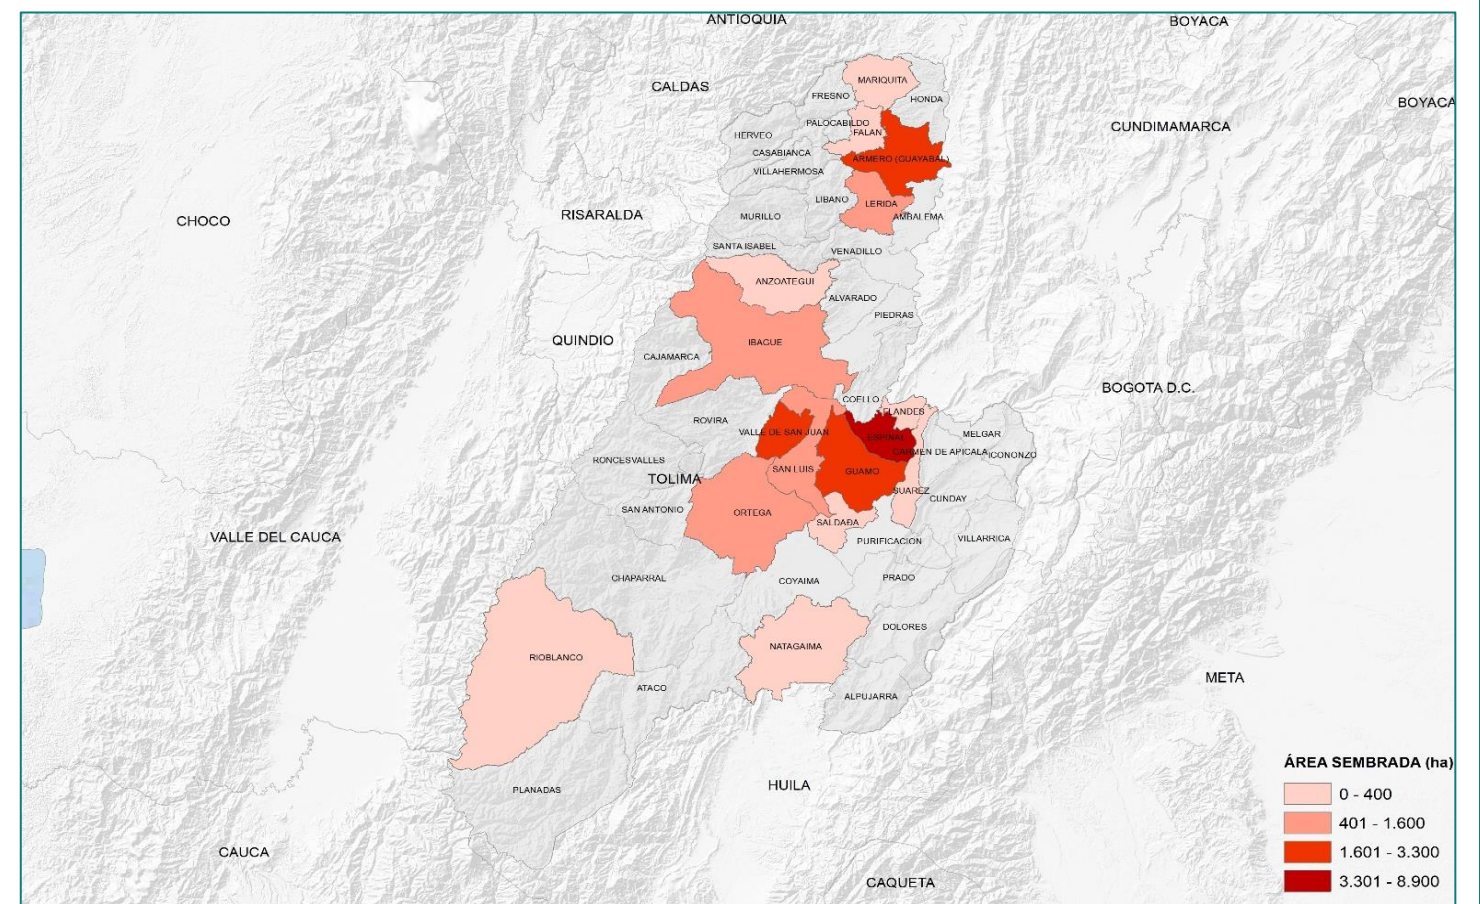 ANTIOQUIA
BOYACA
CALDAS
MARIQUITA
FRESNO
HONDA
BOYACA
PALOCABILDO
CUNDIMAMARCA
HERVEO
FALAN
CASABIANCA
ARMERO (GUAYABAL)
VILLAHERMOSA
LIBANO
LERIDA
CHOCO
RISARALDA
MURILLO
AMBALEMA
SANTA ISABEL
VENADILLO
ANZOATEGUI
ALVARADO
PIEDRAS
QUINDIO
IBAGUE
CAJAMARCA
BOGOTA D.C.
COELLO
FLANDES
ROVIRA
VALLE DE SAN JUAN
ESPINAL
MELGAR
CARMEN DE APICALA
ICONONZO
RONCESVALLES
SAN LUIS
GUAMO
TOLIMA
SUAREZ
CUNDAY
SAN ANTONIO
ORTEGA
SALDAÐA
VALLE DEL CAUCA
PURIFICACION
VILLARRICA
CHAPARRAL
COYAIMA
PRADO
DOLORES
NATAGAIMA
RIOBLANCO
META
ATACO
ALPUJARRA
HUILA
PLANADAS
CAUCA
CAQUETA
ÁREA SEMBRADA (ha)
0 - 400
401 - 1.600
1.601 - 3.300
3.301 - 8.900